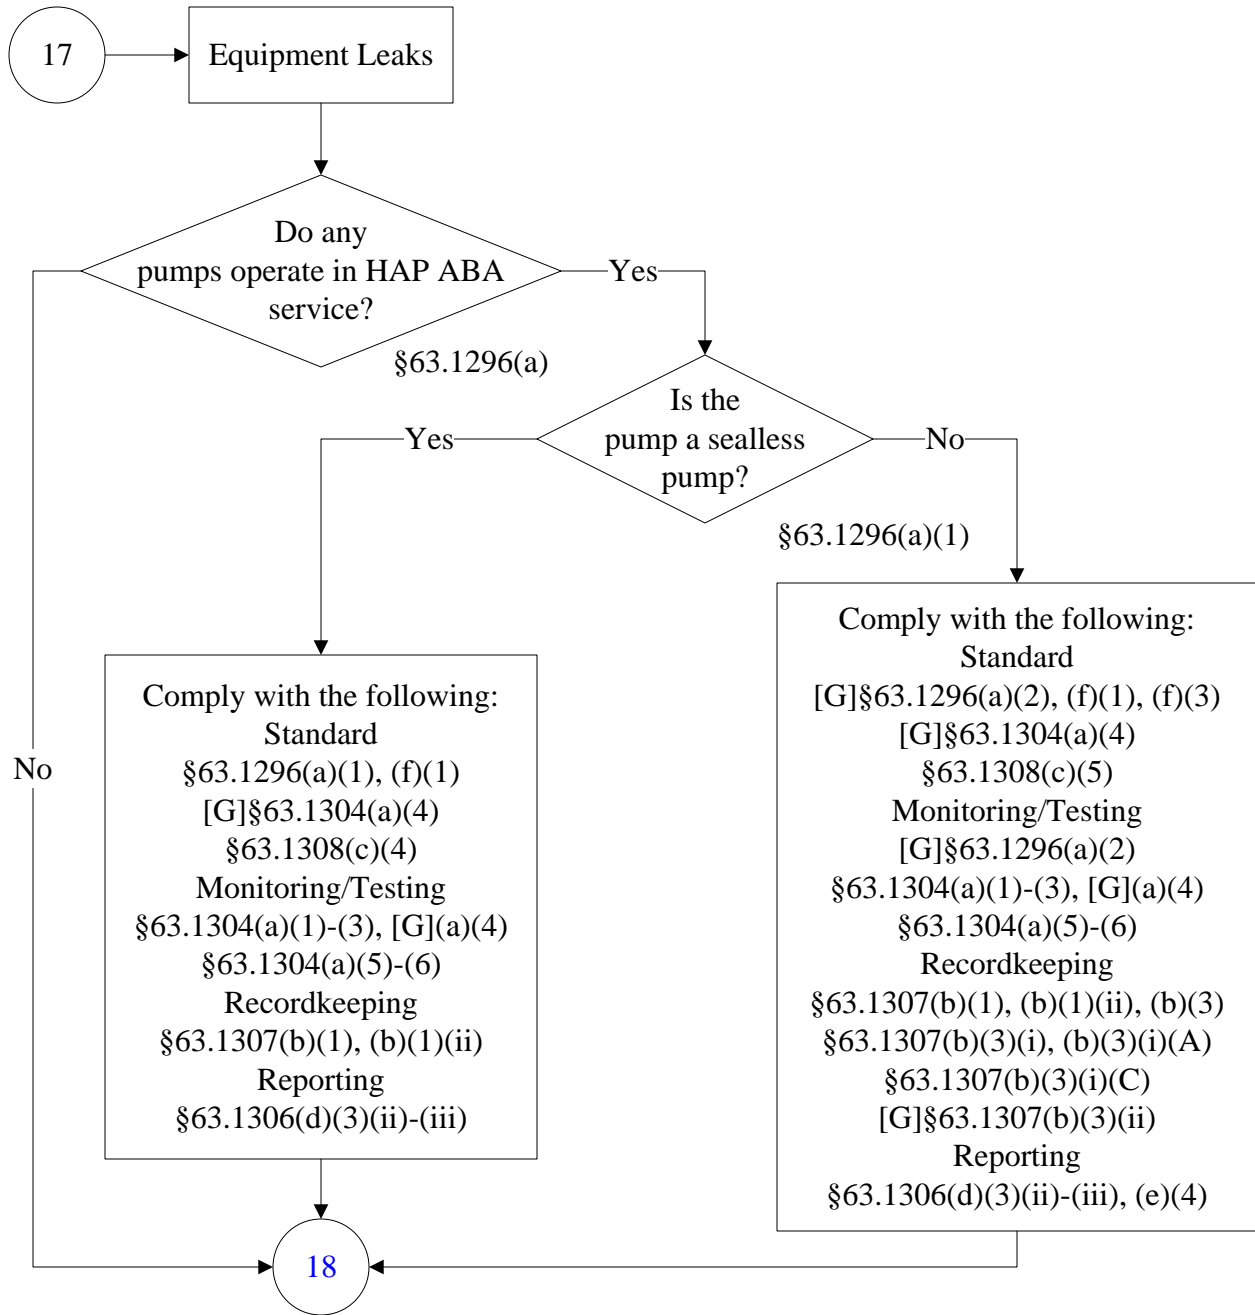 17
Equipment Leaks
Do any
pumps operate in HAP ABA
service?
Yes
§63.1296(a)
Is the
pump a sealless
pump?
Yes
No
§63.1296(a)(1)
No
Comply with the following:
Standard
§63.1296(a)(1), (f)(1)
[G]§63.1304(a)(4)
§63.1308(c)(4)
Monitoring/Testing
§63.1304(a)(1)-(3), [G](a)(4)
§63.1304(a)(5)-(6)
Recordkeeping
§63.1307(b)(1), (b)(1)(ii)
Reporting
§63.1306(d)(3)(ii)-(iii)
Comply with the following:
Standard
[G]§63.1296(a)(2), (f)(1), (f)(3)
[G]§63.1304(a)(4)
§63.1308(c)(5)
Monitoring/Testing
[G]§63.1296(a)(2)
§63.1304(a)(1)-(3), [G](a)(4)
§63.1304(a)(5)-(6)
Recordkeeping
§63.1307(b)(1), (b)(1)(ii), (b)(3)
§63.1307(b)(3)(i), (b)(3)(i)(A)
§63.1307(b)(3)(i)(C)
[G]§63.1307(b)(3)(ii)
Reporting
§63.1306(d)(3)(ii)-(iii), (e)(4)
18